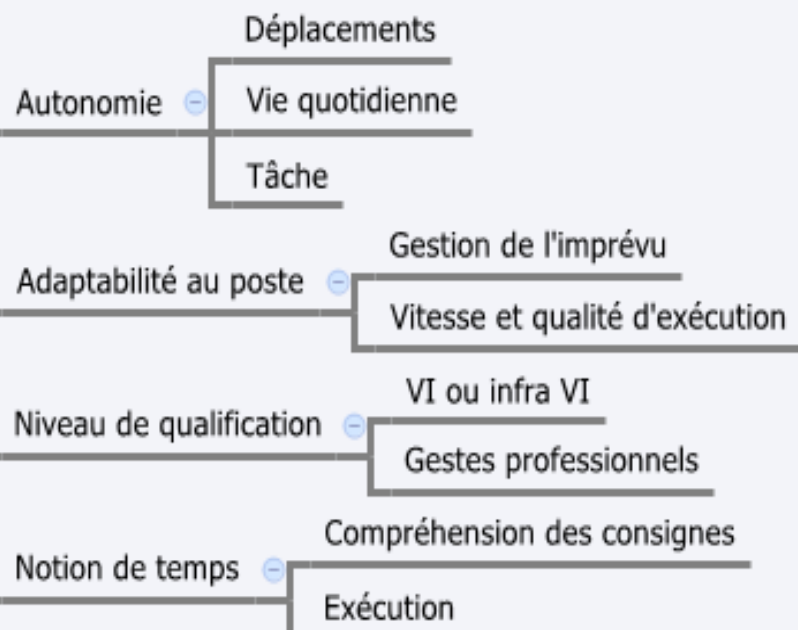 Déplacements
Autonomie
Vie quotidienne
Tâche
Gestion de l'imprévu
Adaptabilité au poste
Vitesse et qualité d'exécution
VI ou infra VI
Niveau de qualification
Gestes professionnels
Compréhension des consignes
Notion de temps
Exécution